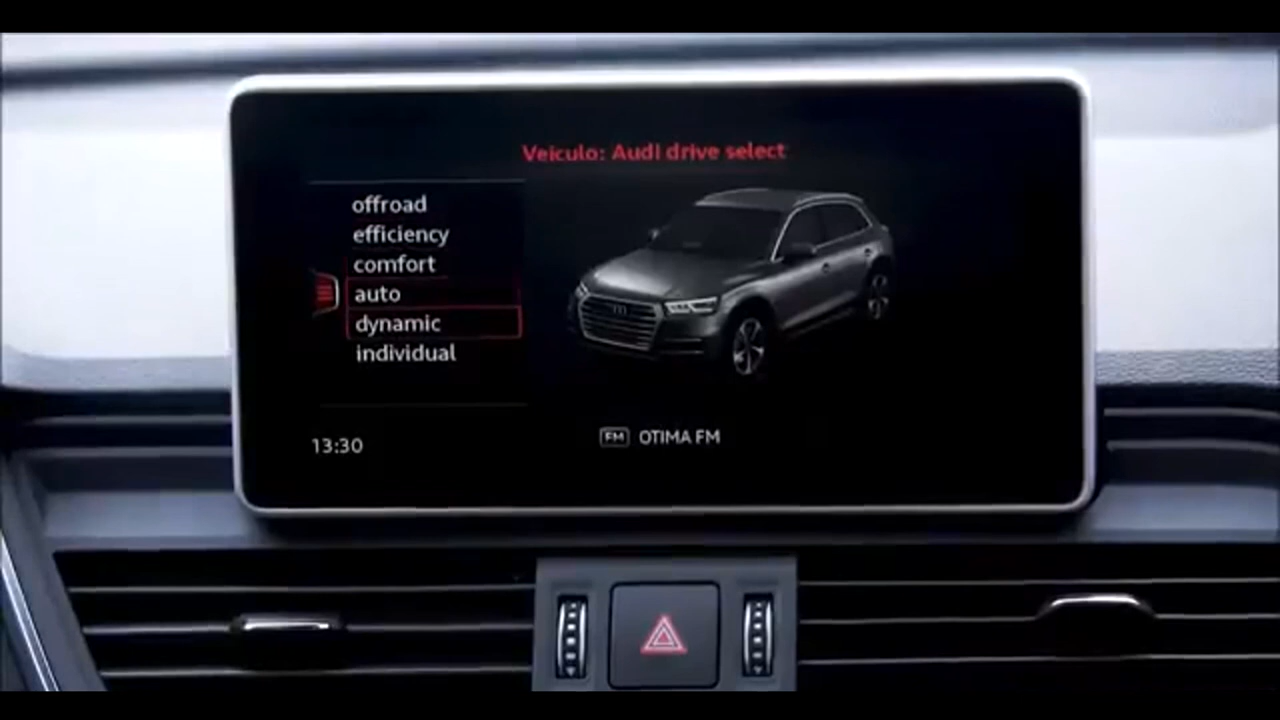 Veiculo: Audi drive select
offroad
efficiency
comfort
auto
dynamic
individual
13:30
FM OTIMA FM